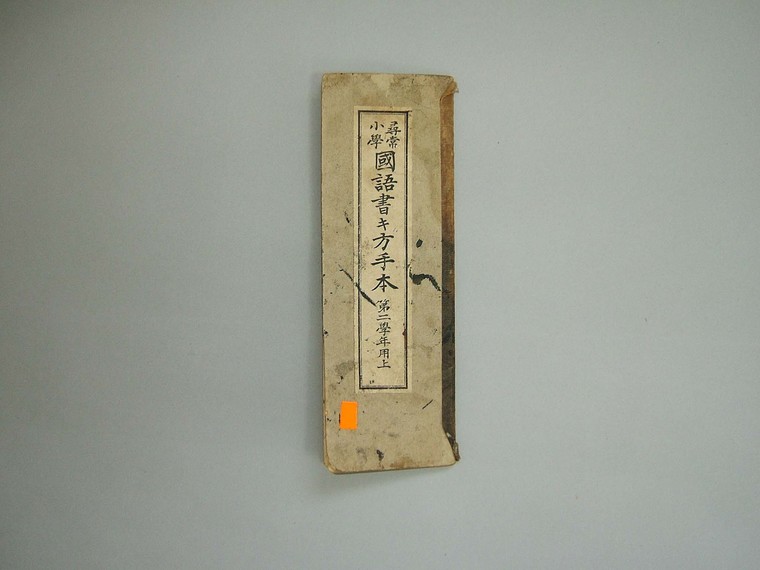 尋常
小學
國語書キ方手本
第二學年用上